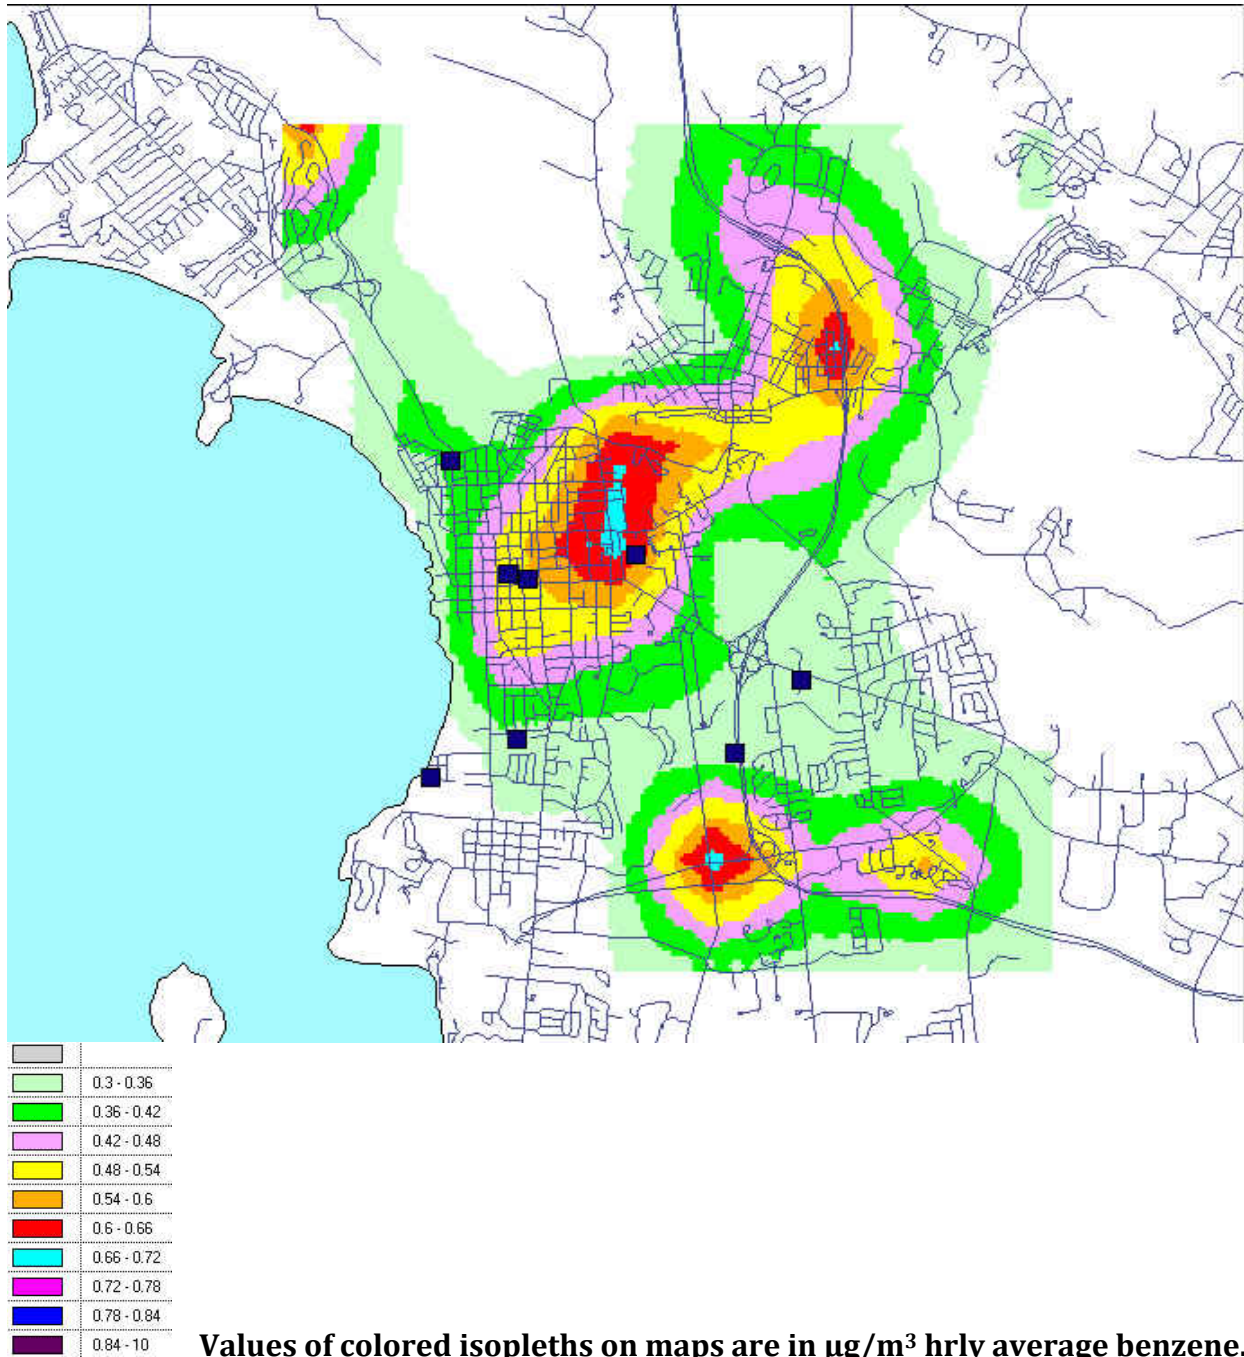 0.3 - 0.36
0.36 - 0.42
0.42 - 0.48
0.48 - 0.54
0.54 - 0.6
0.6 - 0.66
0.66 - 0.72
0.72 - 0.78
0.78 - 0.84
0.84 - 10
Values of colored isopleths on maps are in µg/m³ hrly average benzene.